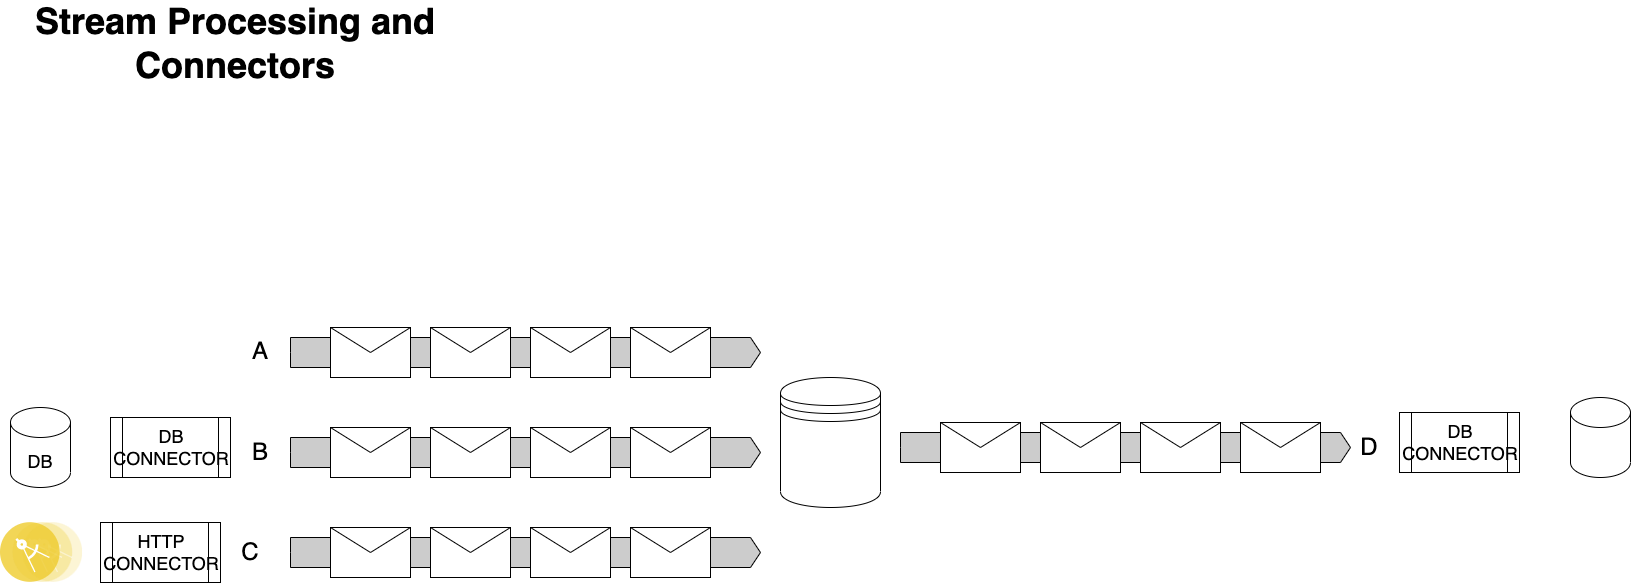 Stream Processing and
Connectors
A
DB
DB
CONNECTOR
B
D
DB
CONNECTOR
HTTP
CONNECTOR
C